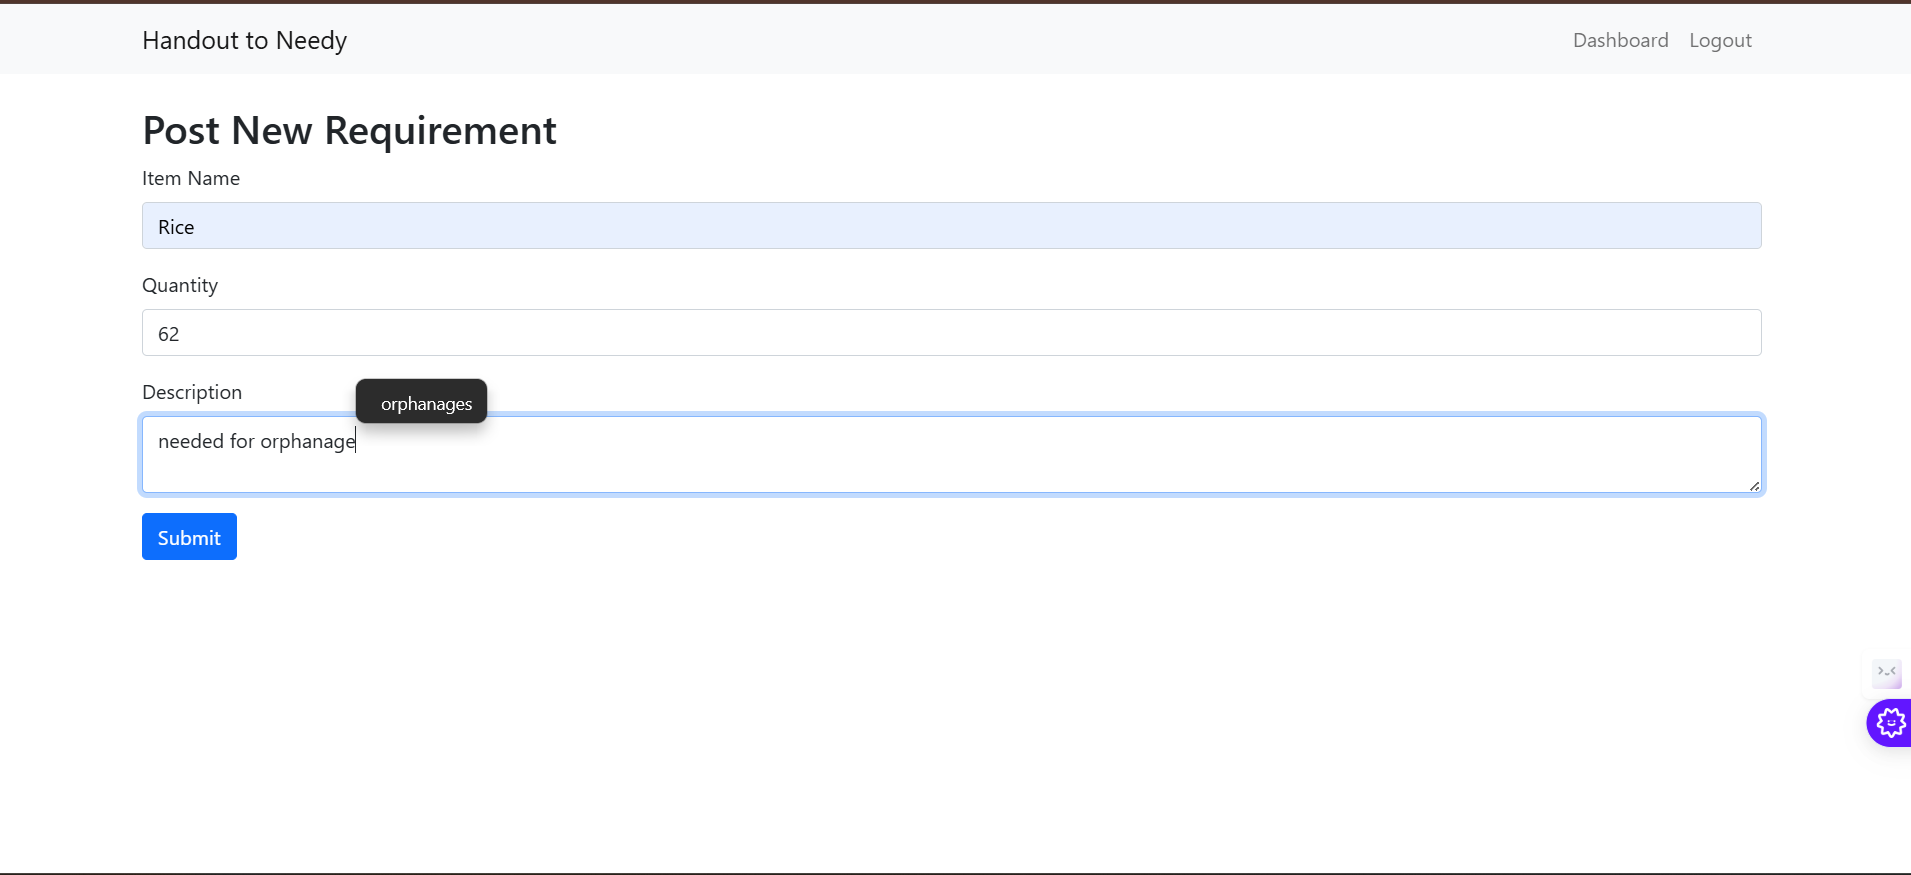 Handout to Needy
Dashboard Logout
Post New Requirement
Item Name
Rice
Quantity
62
Description
orphanages
needed for orphanage
Submit